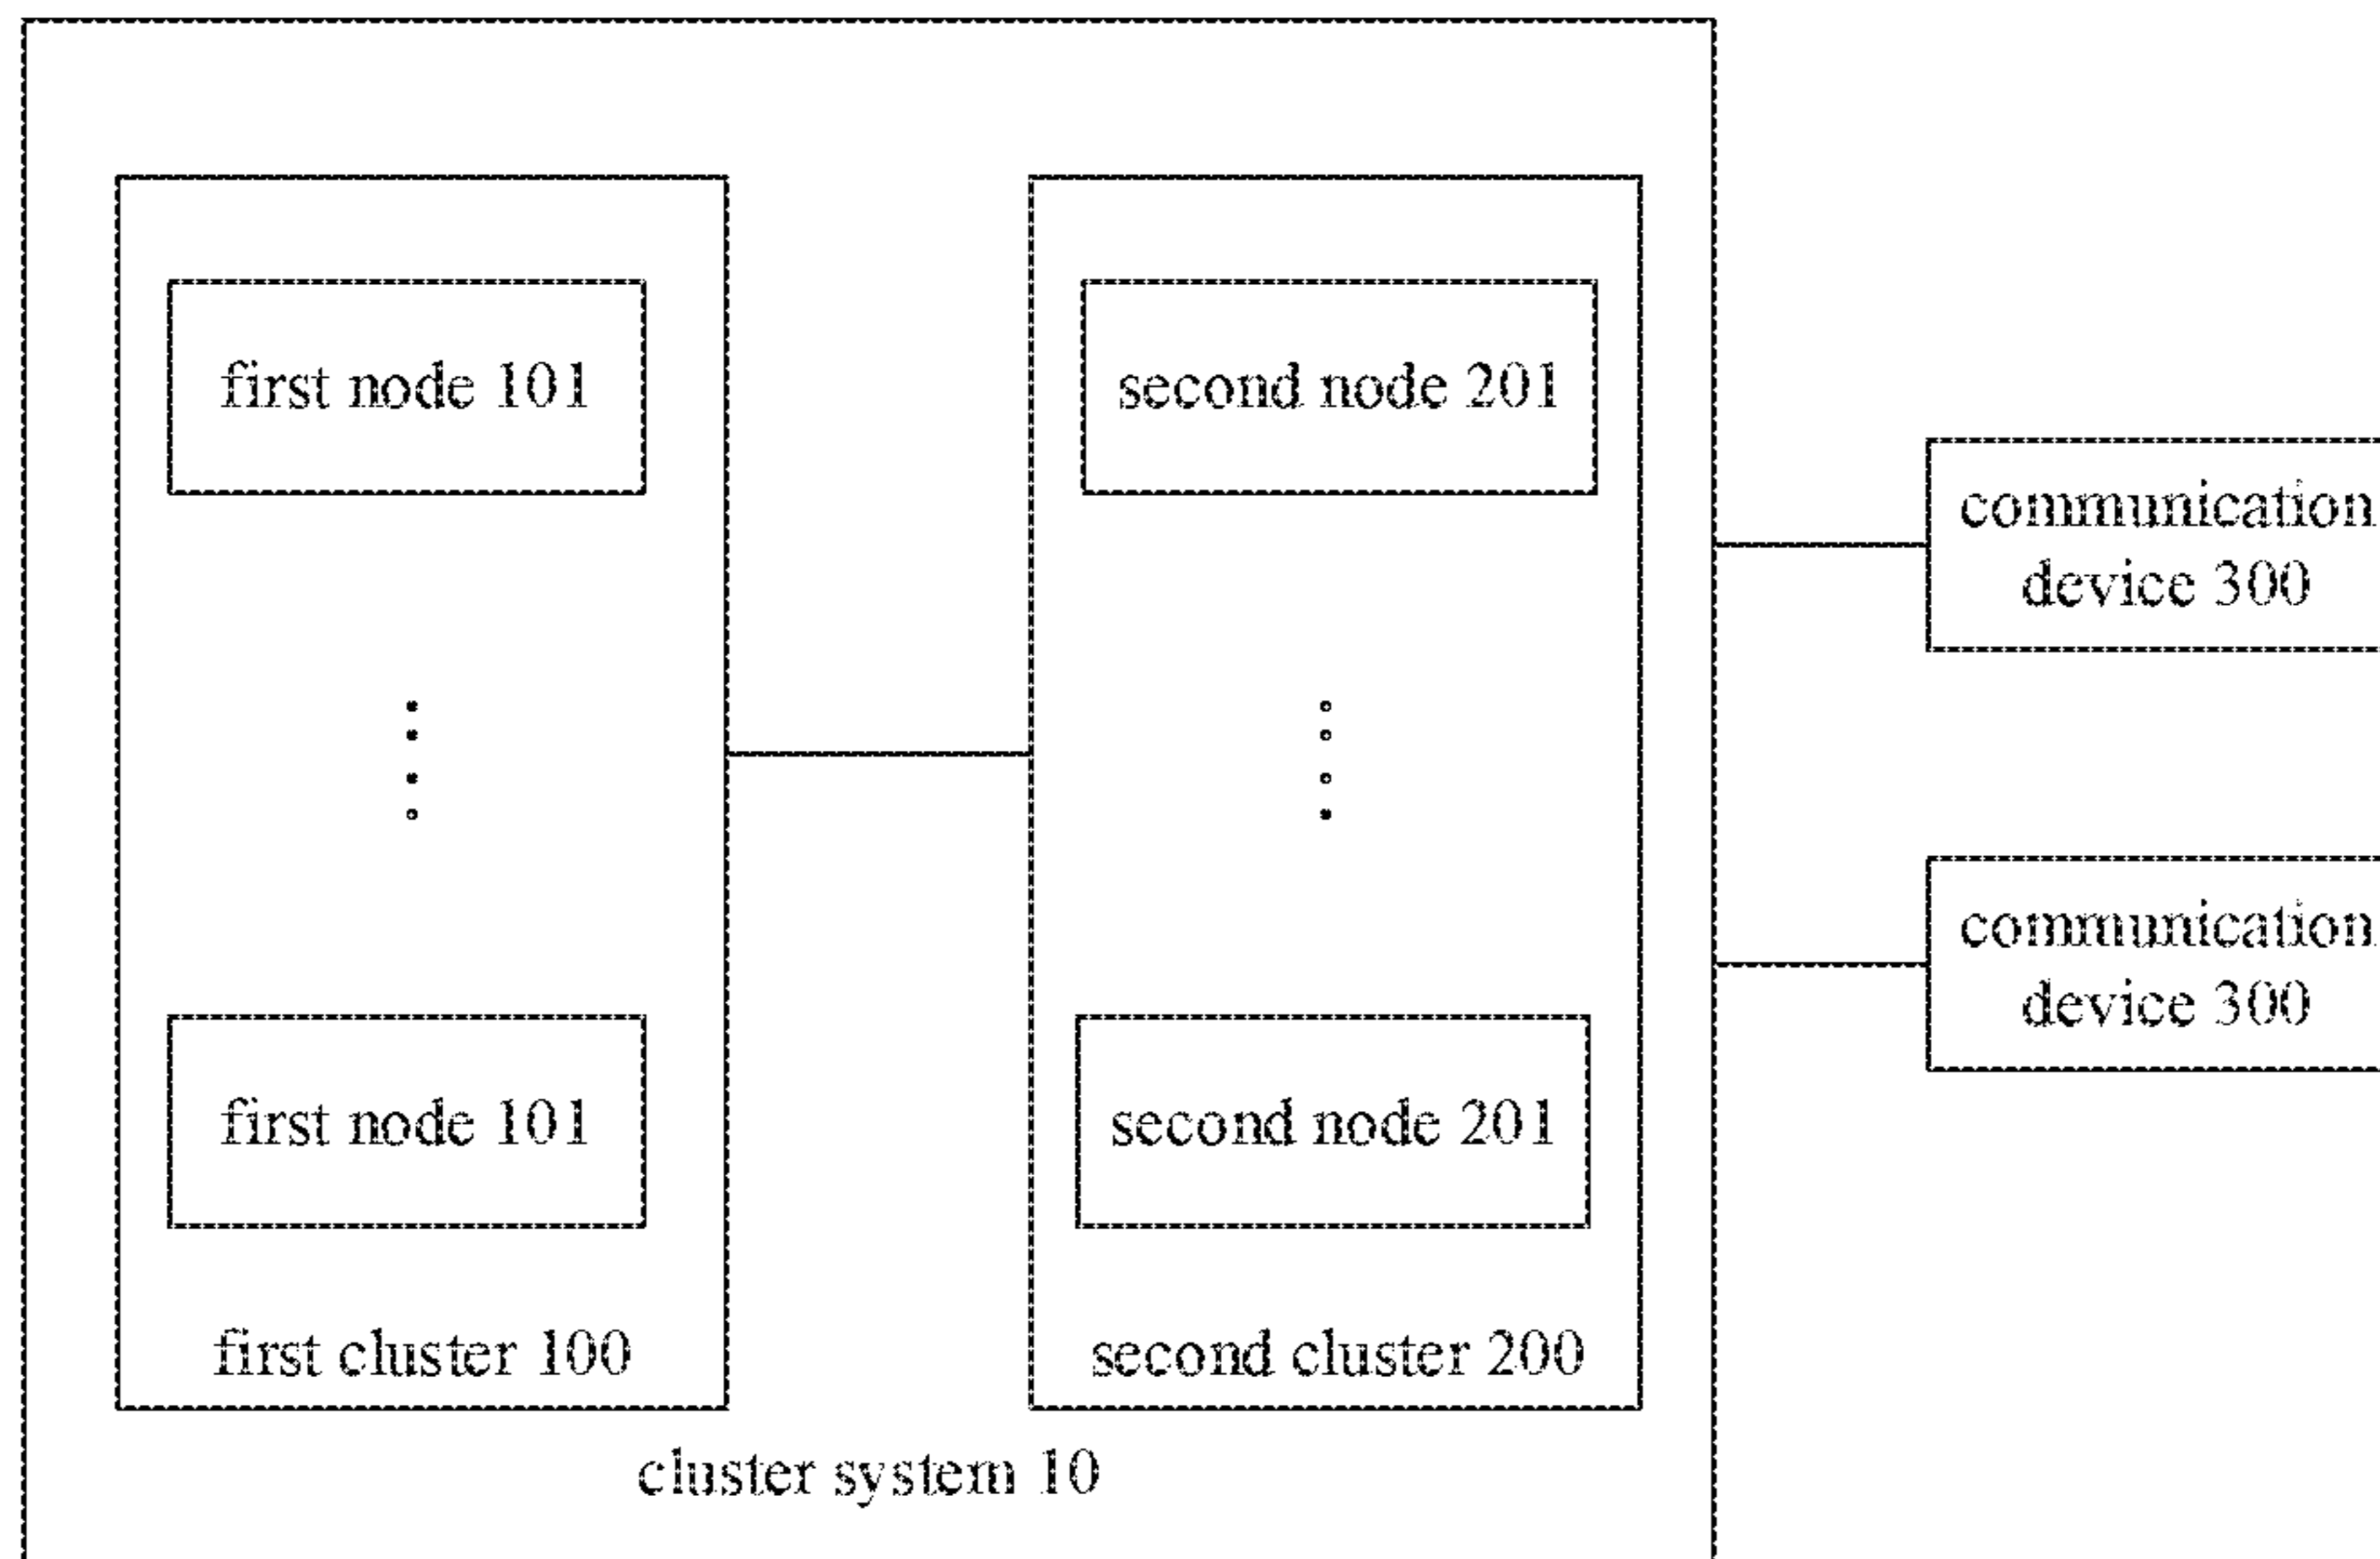 first node 101
second node 201
communication
device 300
communication
device 300
first node 101
second node 201
first cluster 100
second cluster 200
cluster system 10